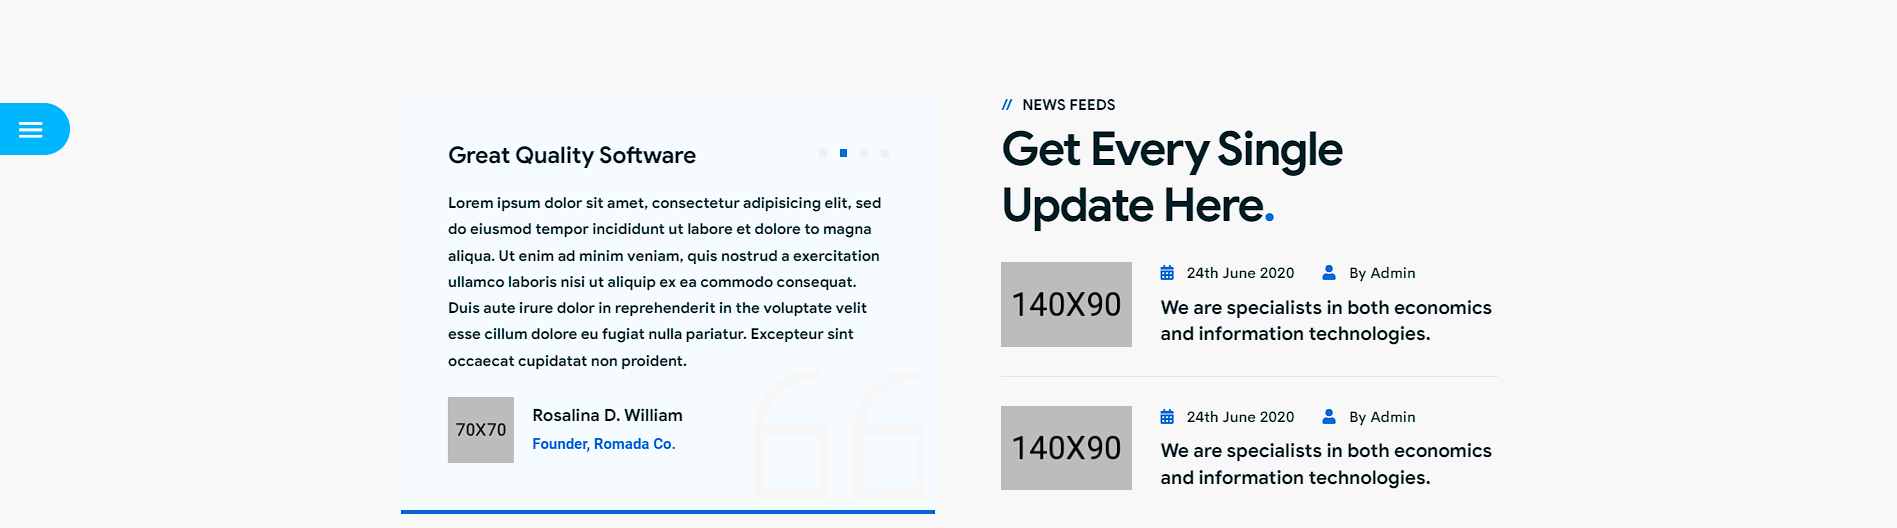 Great Quality Software
Lorem ipsum dolor sit amet, consectetur adipisicing elit, sed
do eiusmod tempor incididunt ut labore et dolore to magna
aliqua. Ut enim ad minim veniam, quis nostrud a exercitation
ullamco laboris nisi ut aliquip ex ea commodo consequat.
Duis aute irure dolor in reprehenderit in the voluptate velit
esse cillum dolore eu fugiat nulla pariatur. Excepteur sint
occaecat cupidatat non proident.
70X70
Rosalina D. William
Founder, Romada Co.
// NEWS FEEDS
Get Every Single
Update Here.
140X90
24th June 2020 By Admin
We are specialists in both economics
and information technologies.
140X90
24th June 2020 By Admin
We are specialists in both economics
and information technologies.